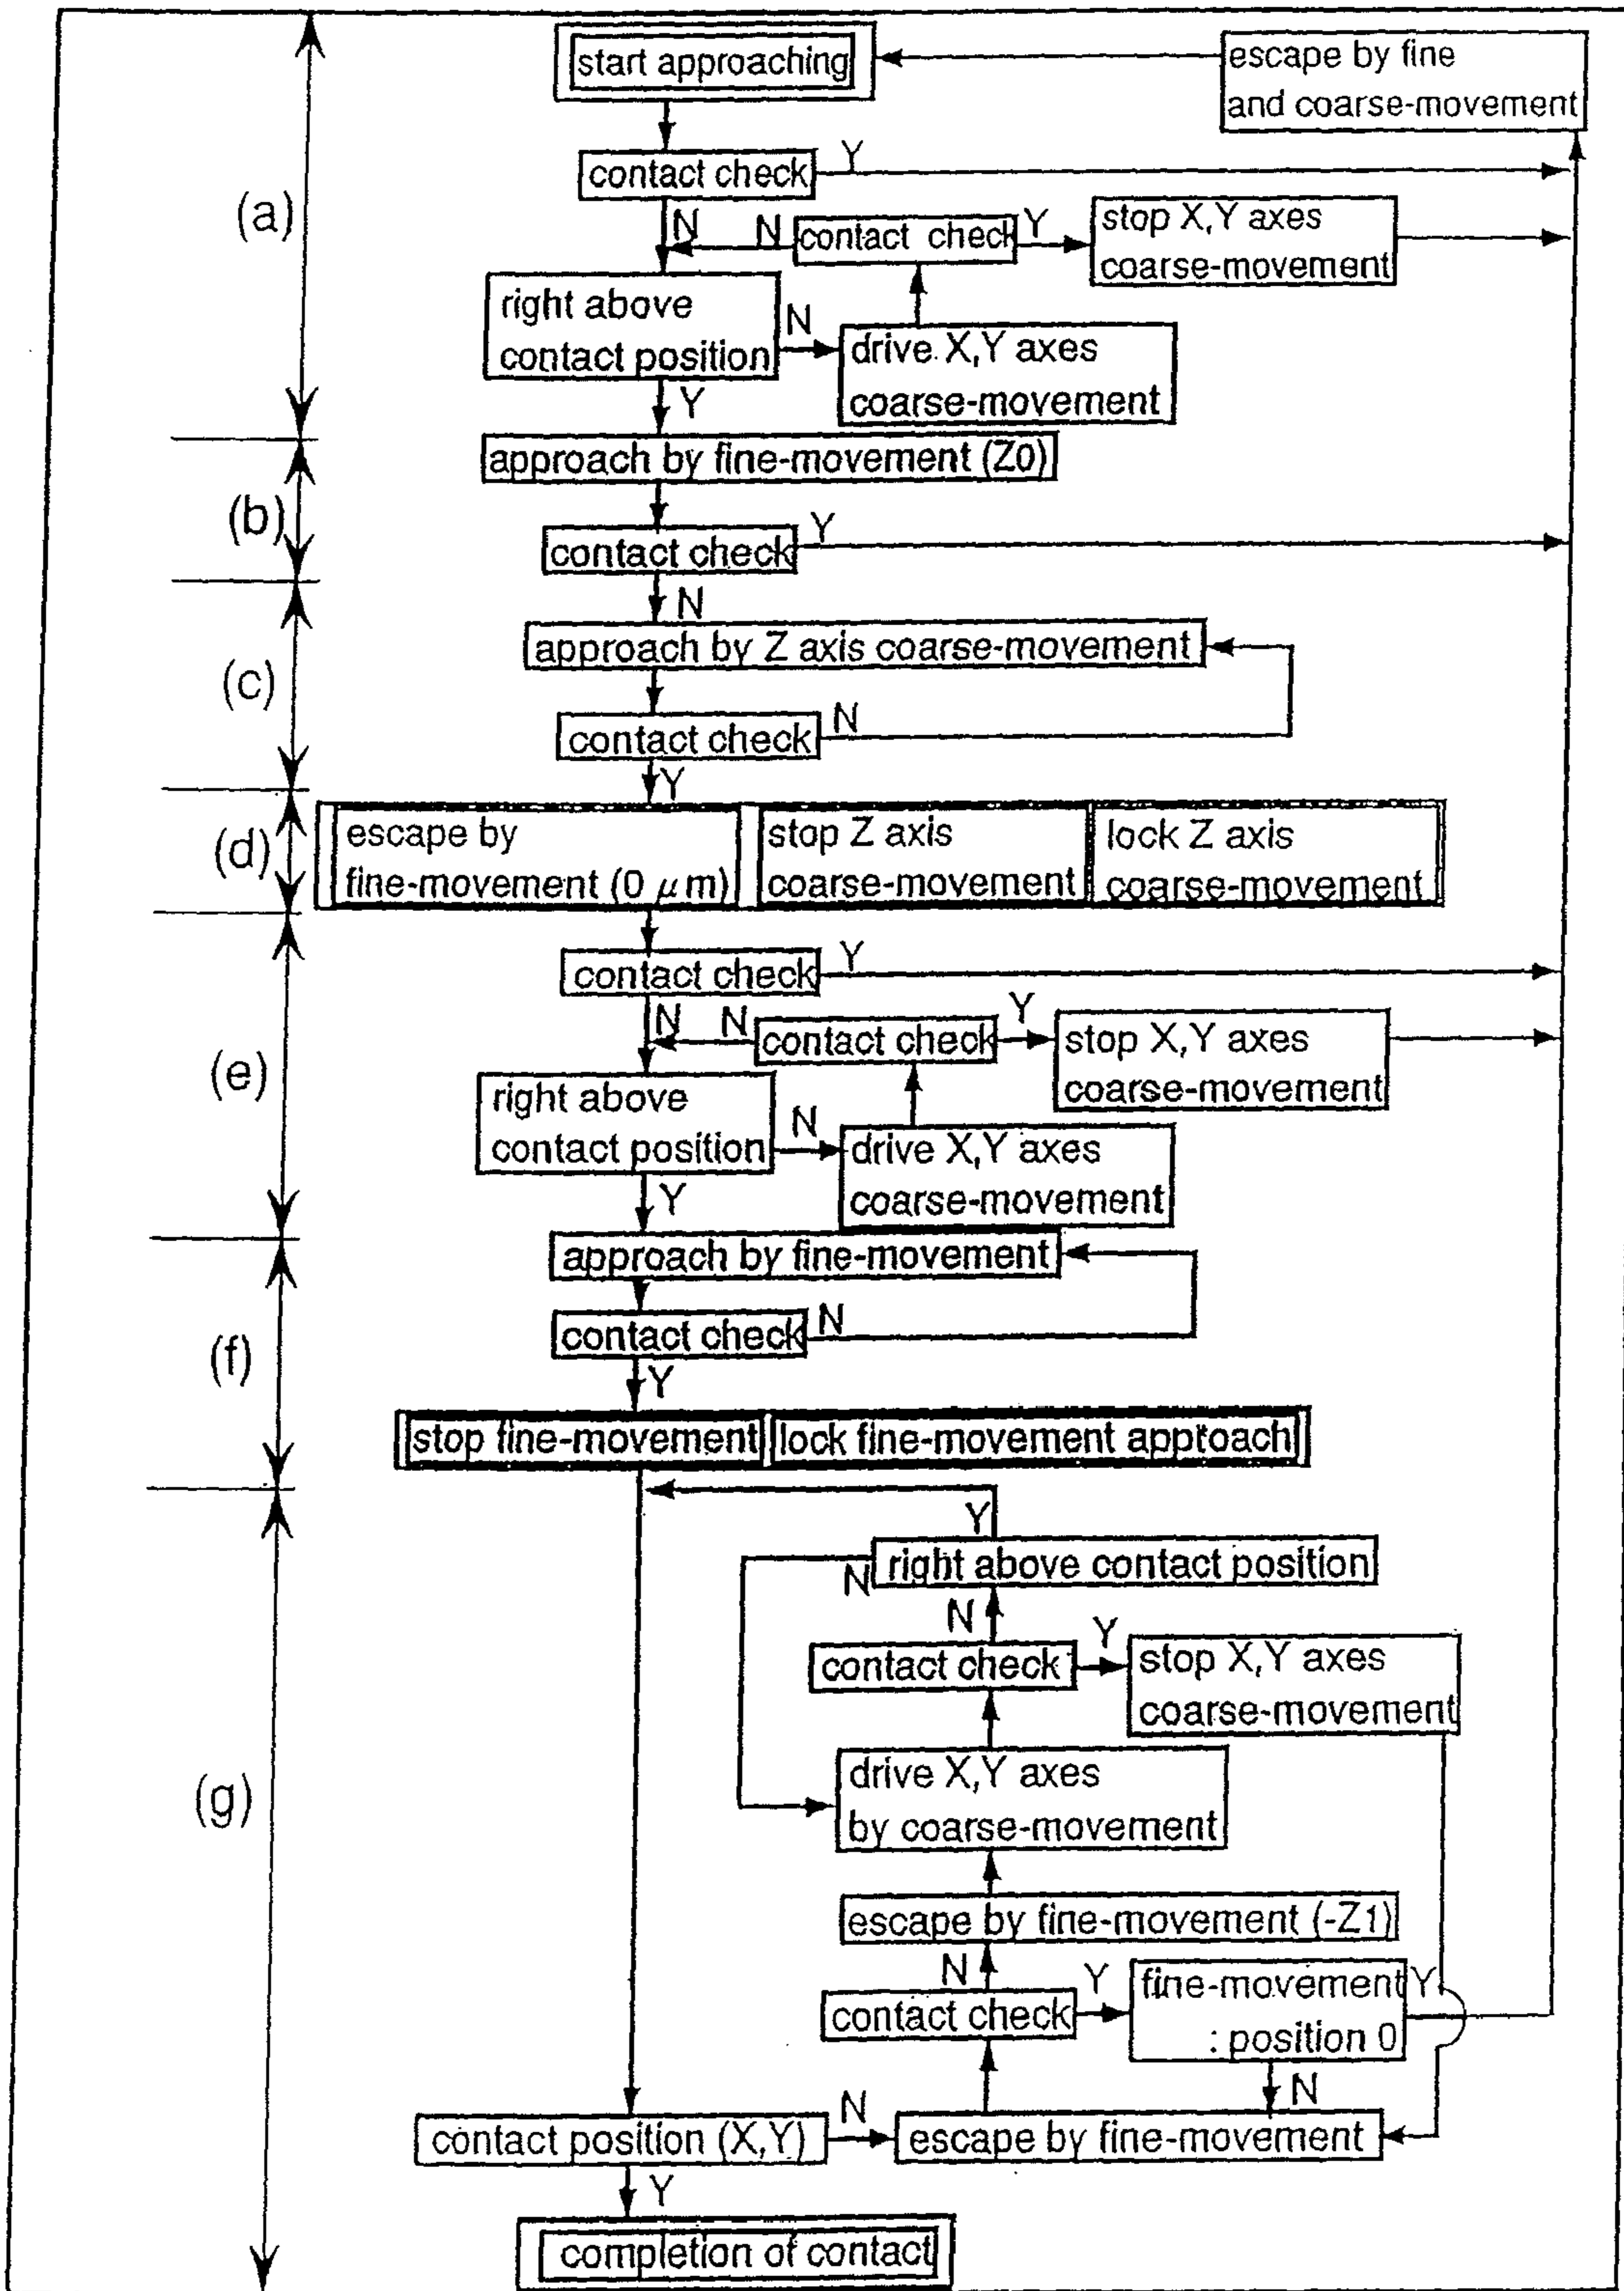 start approaching
escape by fine
and coarse-movement
contact check
Y
(a)
N
N
contact check
Y
stop X,Y axes
coarse-movement
right above
contact position
N
drive X,Y axes
coarse-movement
Y
approach by fine-movement (Z0)
(b)
contact check
Y
N
approach by Z axis coarse-movement
(c)
contact check
N
Y
(d)
escape by
fine-movement (0 μm)
stop Z axis
coarse-movement
lock Z axis
coarse-movement
contact check
Y
(e)
N
N
contact check
Y
stop X,Y axes
coarse-movement
right above
contact position
N
drive X,Y axes
coarse-movement
Y
approach by fine-movement
(f)
contact check
N
Y
stop fine-movement
lock fine-movement approach
Y
right above contact position
N
N
contact check
Y
stop X,Y axes
coarse-movement
(g)
drive X,Y axes
by coarse-movement
escape by fine-movement (-Z1)
N
contact check
Y
fine-movement
: position 0
Y
N
contact position (X,Y)
N
escape by fine-movement
Y
completion of contact